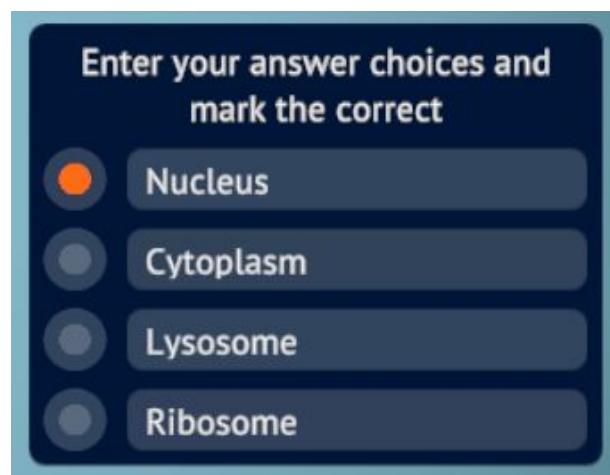 Enter your answer choices and
mark the correct
Nucleus
Cytoplasm
Lysosome
Ribosome